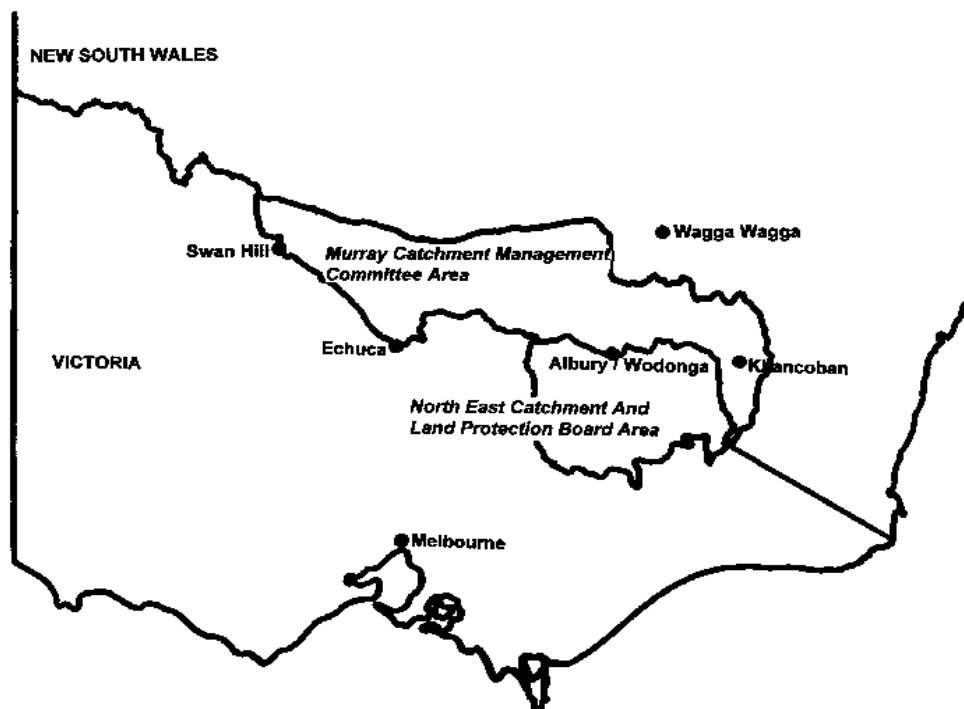 NEW SOUTH WALES
Wagga Wagga
Swan Hill
Murray Catchment Management
Committee Area
Echuca
VICTORIA
Albury / Wodonga
Khancoban
North East Catchment And
Land Protection Board Area
Melbourne